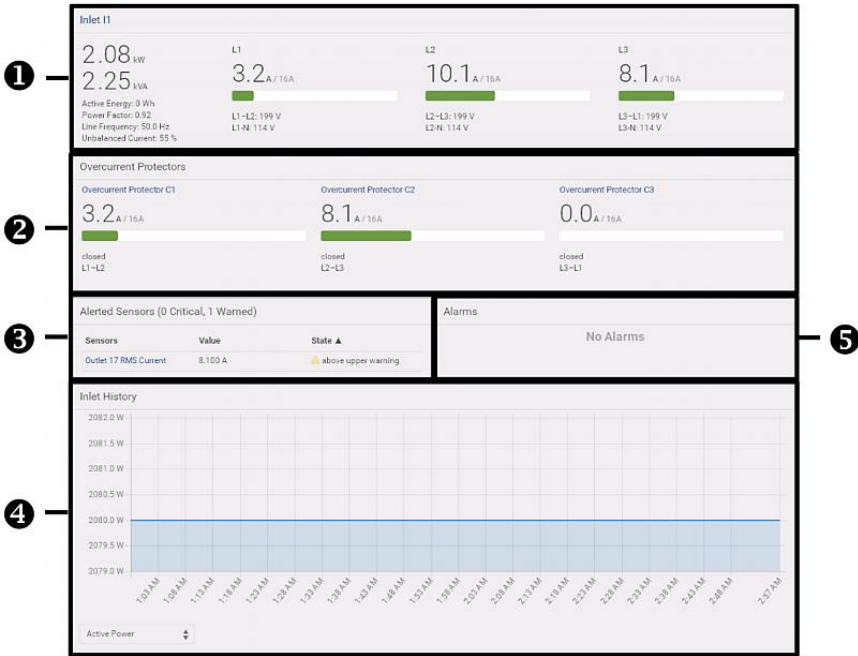 Inlet I1
2.08 kW
2.25 kVA
Active Energy: 0 Wh
Power Factor: 0.92
Line Frequency: 50.0 Hz
Unbalanced Current: 55 %
L1
3.2 A / 16A
L1-L2: 199 V
L1-N: 114 V
L2
10.1 A / 16A
L2-L3: 199 V
L2-N: 114 V
L3
8.1 A / 16A
L3-L1: 199 V
L3-N: 114 V
1
Overcurrent Protectors
Overcurrent Protector C1
3.2 A / 16A
closed
L1-L2
Overcurrent Protector C2
8.1 A / 16A
closed
L2-L3
Overcurrent Protector C3
0.0 A / 16A
closed
L3-L1
2
Alerted Sensors (0 Critical, 1 Warned)
Sensors Value State ▲
Outlet 17 RMS Current 8.100 A above upper warning
3
Alarms
No Alarms
5
Inlet History
2082.0 W
2081.5 W
2081.0 W
2080.5 W
2080.0 W
2079.5 W
2079.0 W
1:03 AM
1:08 AM
1:13 AM
1:18 AM
1:23 AM
1:28 AM
1:33 AM
1:38 AM
1:43 AM
1:48 AM
1:53 AM
1:58 AM
2:03 AM
2:08 AM
2:13 AM
2:18 AM
2:23 AM
2:28 AM
2:33 AM
2:38 AM
2:43 AM
2:48 AM
2:57 AM
Active Power
4